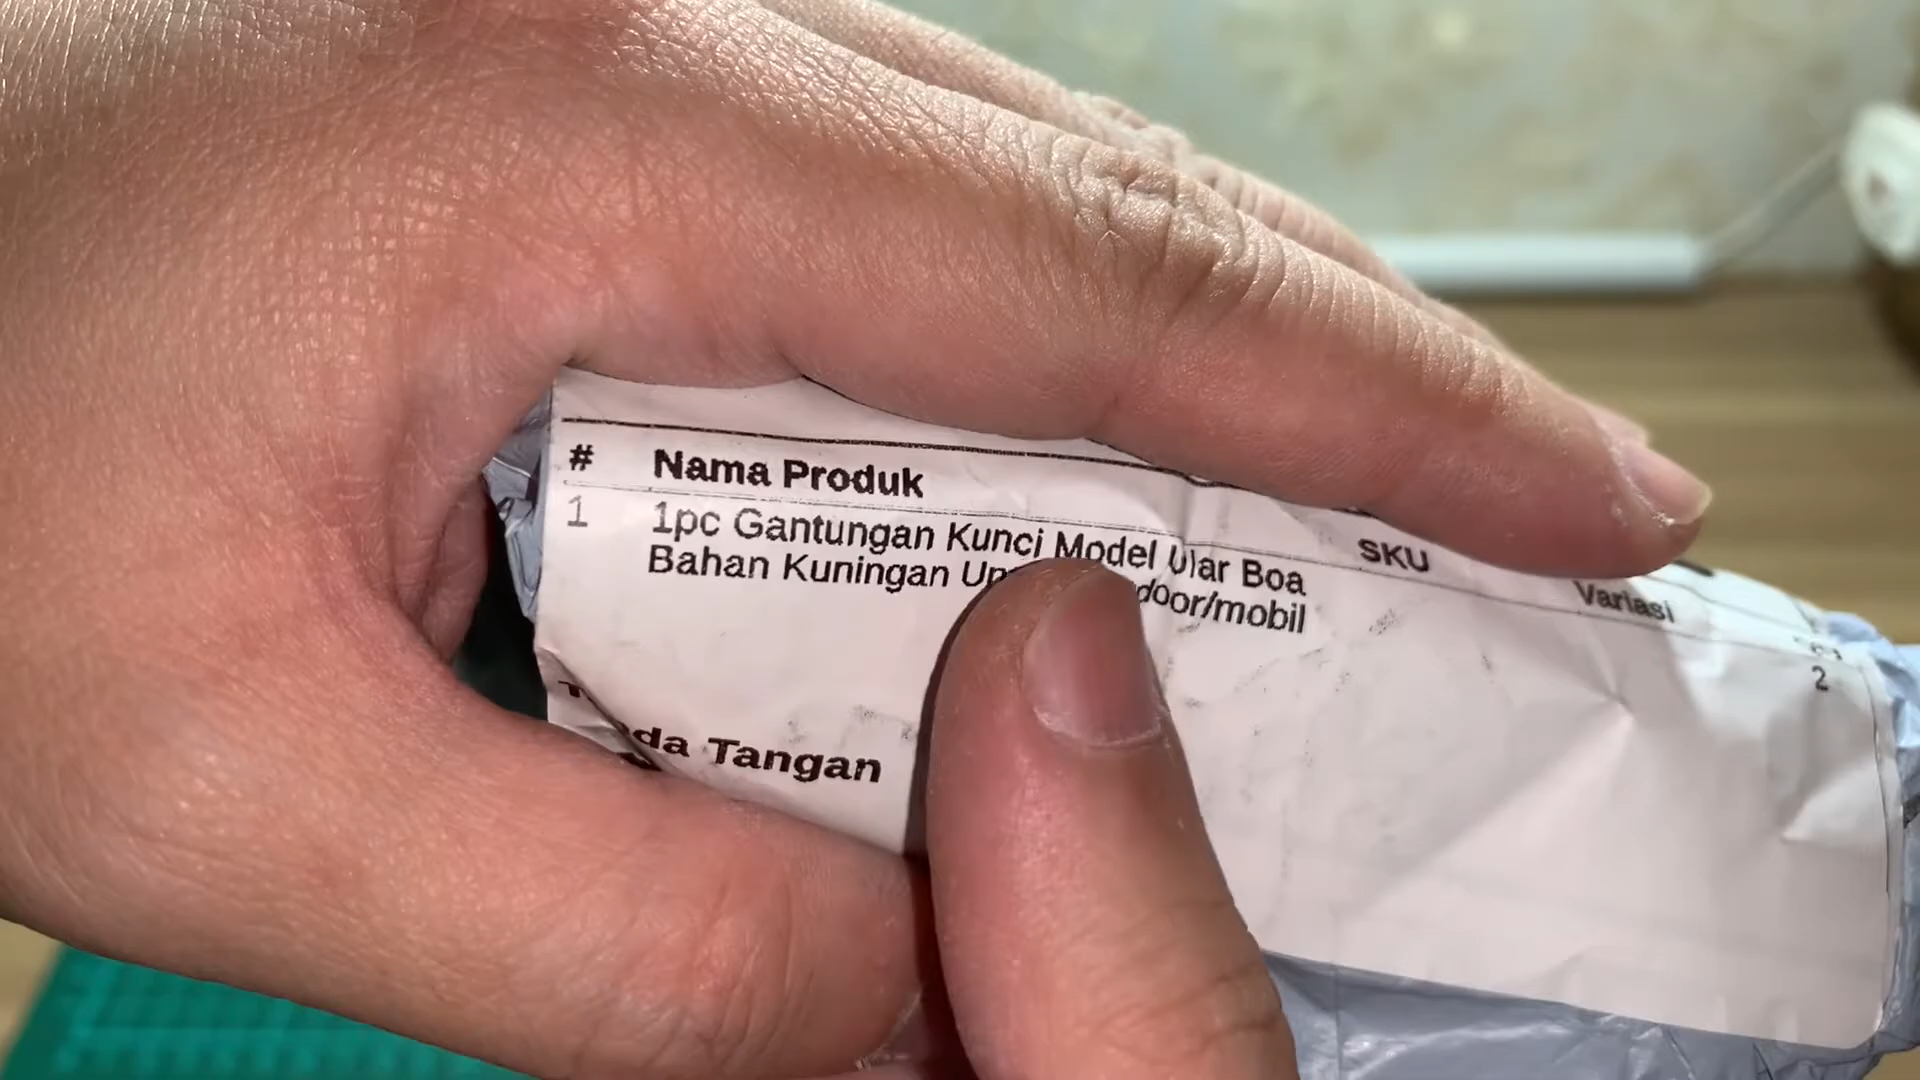 # Nama Produk SKU Variasi
1 1pc Gantungan Kunci Model Ular Boa
Bahan Kuningan door/mobil
2
Tangan